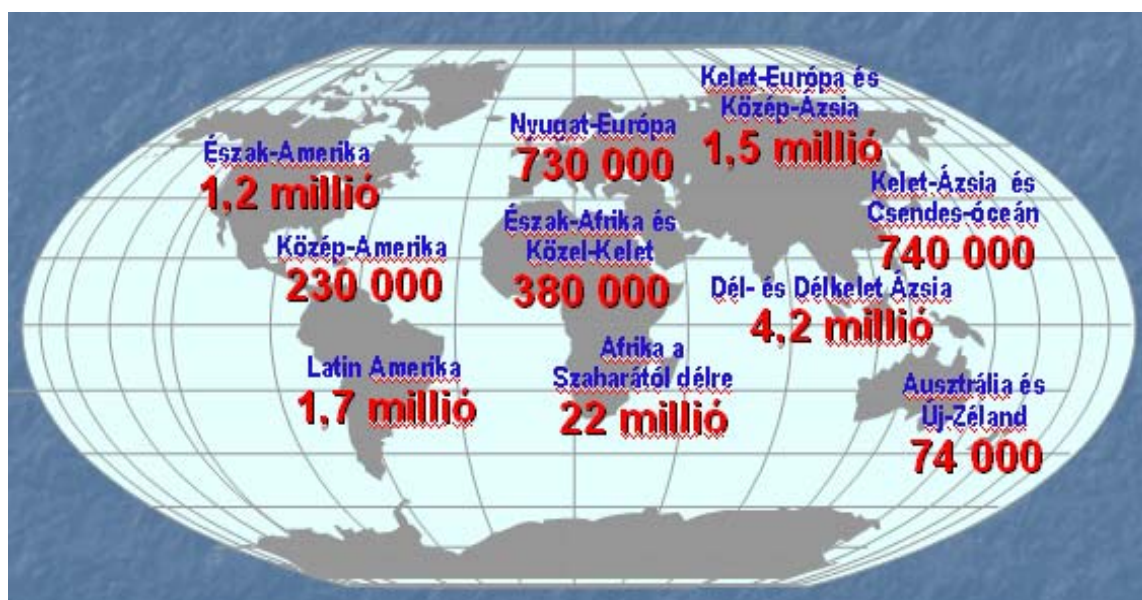 Kelet-Európa és
Közép-Ázsia
1,5 millió
Nyugat-Európa
730 000
Észak-Amerika
1,2 millió
Kelet-Ázsia és
Csendes-óceán
740 000
Észak-Afrika és
Közel-Kelet
380 000
Közép-Amerika
230 000
Dél- és Délkelet Ázsia
4,2 millió
Latin Amerika
1,7 millió
Afrika a
Szaharától délre
22 millió
Ausztrália és
Új-Zéland
74 000